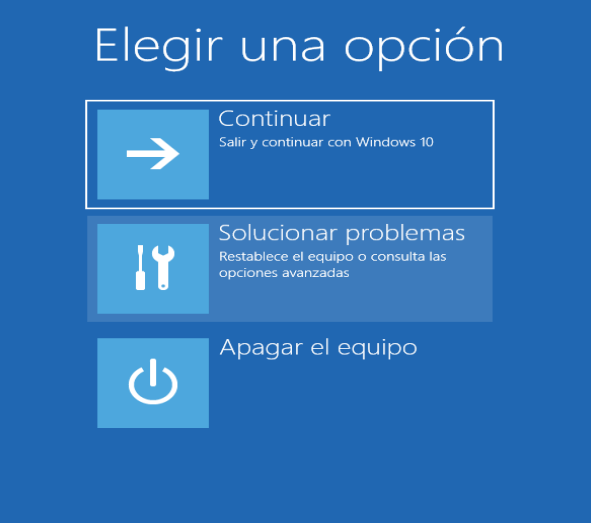 Elegir una opción
Continuar
Salir y continuar con Windows 10
Solucionar problemas
Restablece el equipo o consulta las
opciones avanzadas
Apagar el equipo